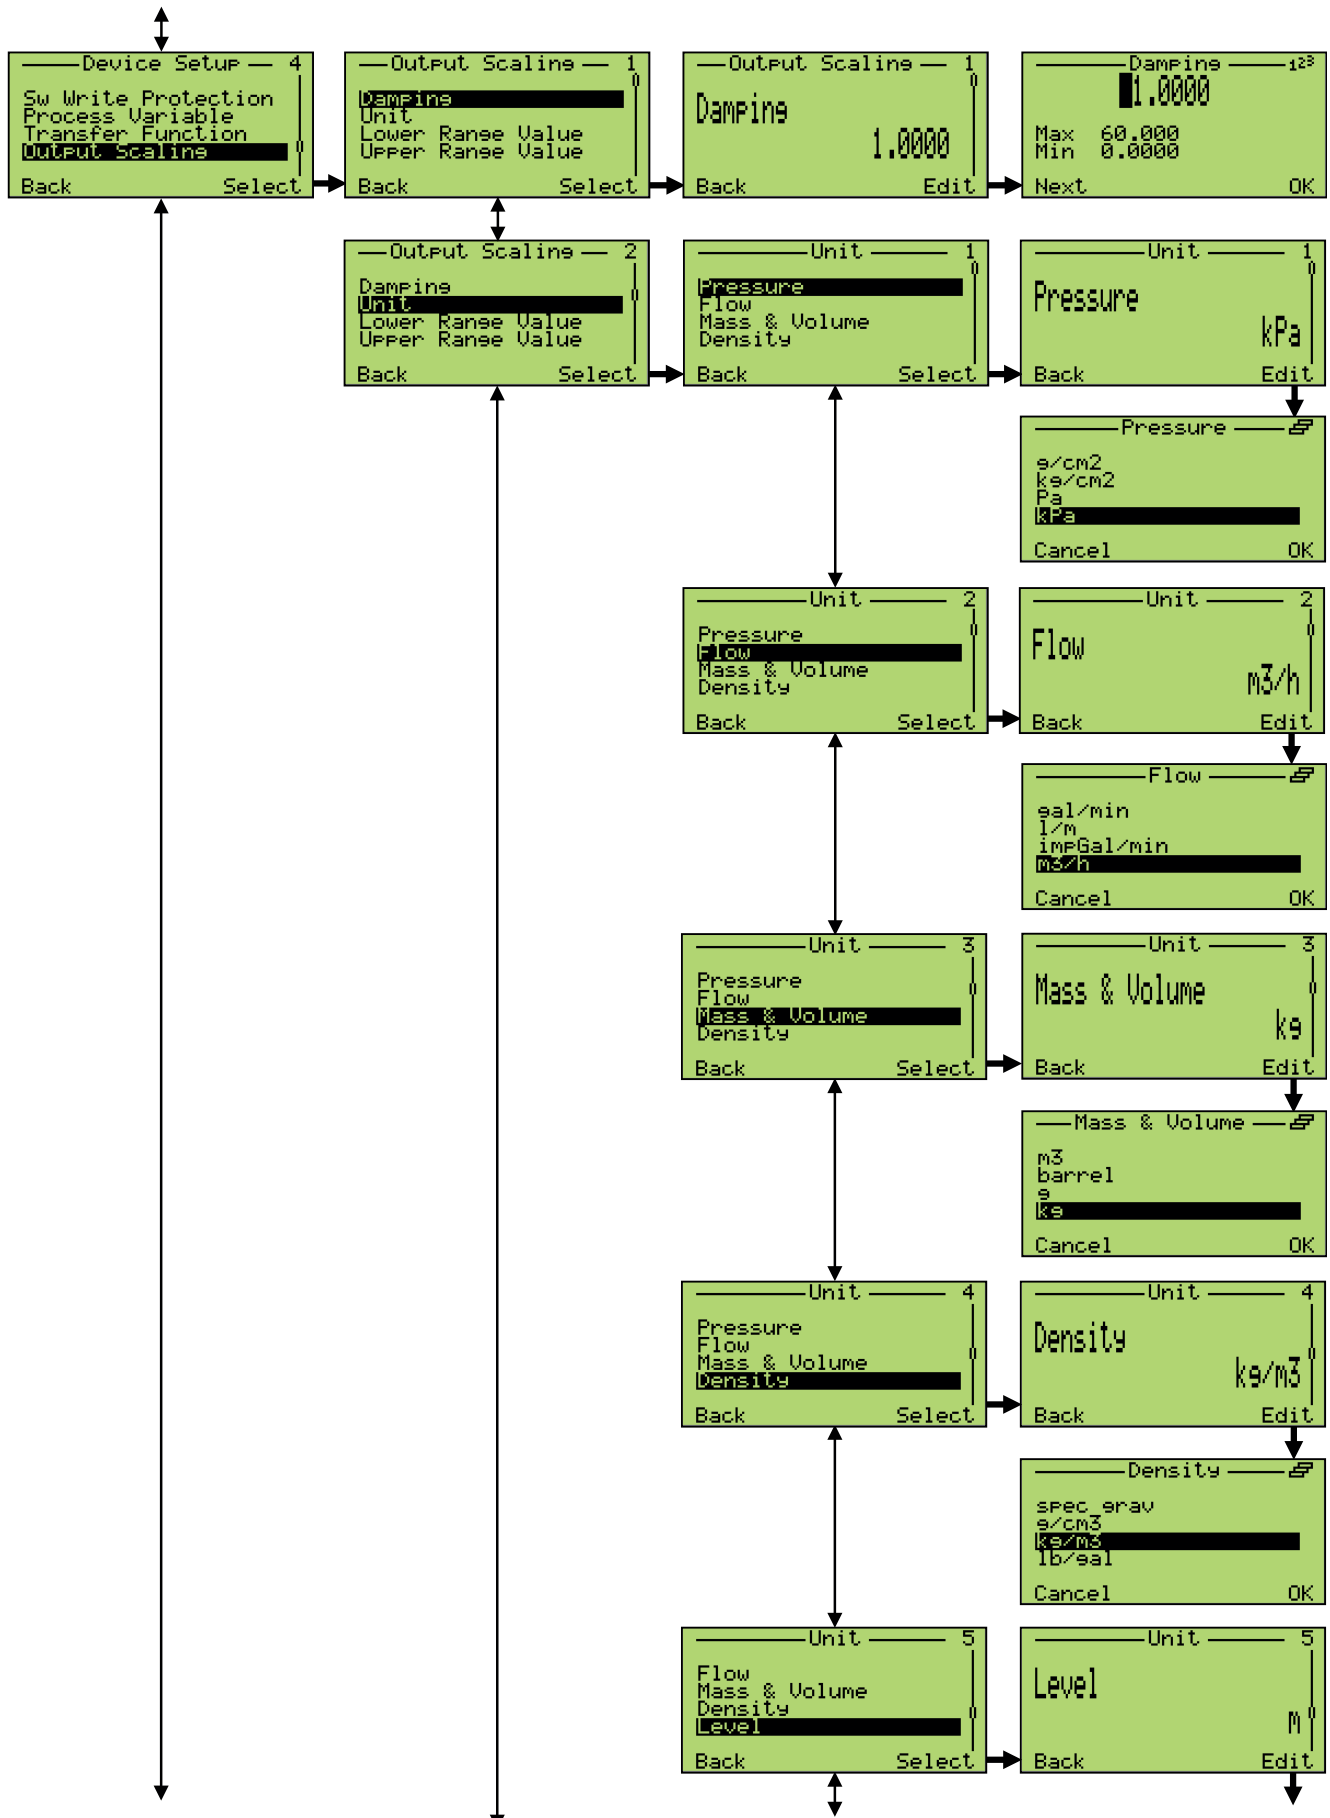 Device Setup 4
Sw Write Protection
Process Variable
Transfer Function
Output Scaling
Back Select
Output Scaling 1
Damping
Unit
Lower Range Value
Upper Range Value
Back Select
Output Scaling 1
Damping
1.0000
Back Edit
Damping 123
1.0000
Max 60.000
Min 0.0000
Next OK
Output Scaling 2
Damping
Unit
Lower Range Value
Upper Range Value
Back Select
Unit 1
Pressure
Flow
Mass & Volume
Density
Back Select
Unit 1
Pressure
kPa
Back Edit
Pressure
g/cm2
kg/cm2
Pa
kPa
Cancel OK
Unit 2
Pressure
Flow
Mass & Volume
Density
Back Select
Unit 2
Flow
m3/h
Back Edit
Flow
gal/min
l/m
impGal/min
m3/h
Cancel OK
Unit 3
Pressure
Flow
Mass & Volume
Density
Back Select
Unit 3
Mass & Volume
kg
Back Edit
Mass & Volume
m3
barrel
g
kg
Cancel OK
Unit 4
Pressure
Flow
Mass & Volume
Density
Back Select
Unit 4
Density
kg/m3
Back Edit
Density
spec grav
g/cm3
kg/m3
lb/gal
Cancel OK
Unit 5
Flow
Mass & Volume
Density
Level
Back Select
Unit 5
Level
m
Back Edit